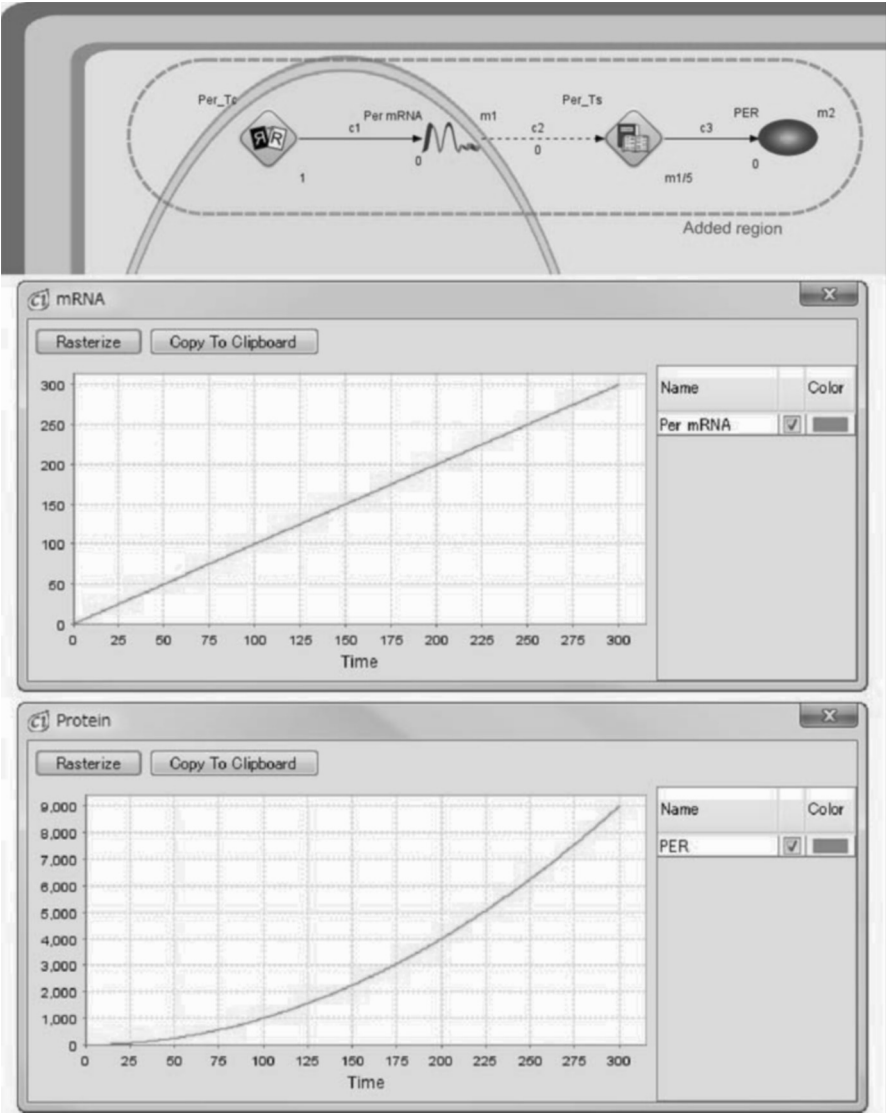 Per_Tc
c1
1
Per mRNA
0
m1
c2
0
Per_Ts
m1/5
c3
PER
0
m2
Added region
mRNA
Rasterize Copy To Clipboard
300
250
200
150
100
50
0
0 25 50 75 100 125 150 175 200 225 250 275 300
Time
Name Color
Per mRNA
Protein
Rasterize Copy To Clipboard
9,000
8,000
7,000
6,000
5,000
4,000
3,000
2,000
1,000
0
0 25 50 75 100 125 150 175 200 225 250 275 300
Time
Name Color
PER